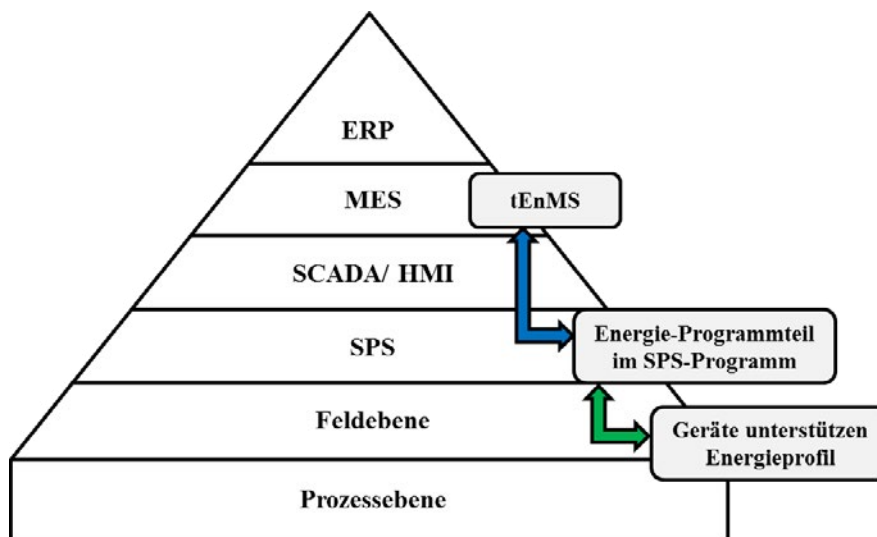 ERP
MES
tEnMS
SCADA/ HMI
SPS
Energie-Programmteil
im SPS-Programm
Feldebene
Geräte unterstützen
Energieprofil
Prozessebene